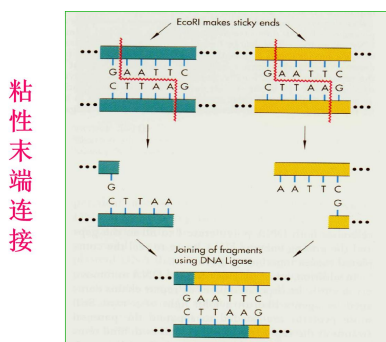 粘性末端连接
EcoRI makes sticky ends
G A A T T C G A A T T C
C T T A A G C T T A A G
G A A T T C
C T T A A G
Joining of fragments
using DNA Ligase
G A A T T C
C T T A A G